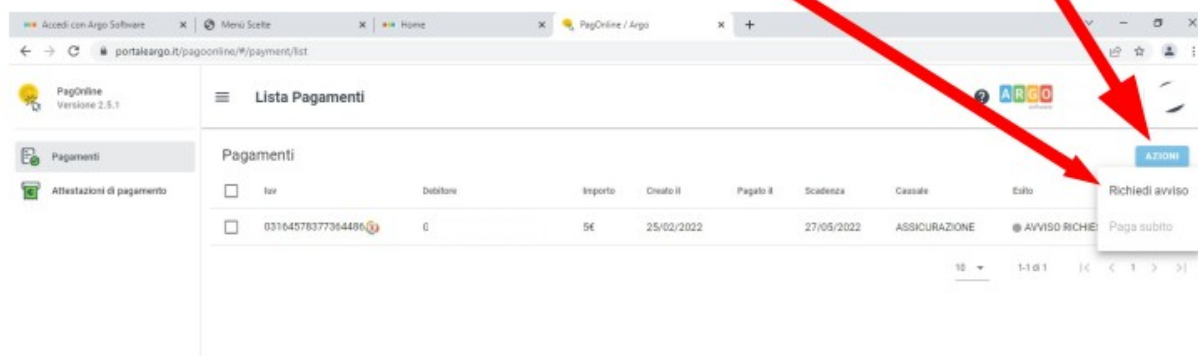 Accedi con Argo Software
Menù Scelte
Home
PagOnline / Argo
portaleargo.it/pagoonline/#/payment/list
PagOnline
Versione 2.5.1
Lista Pagamenti
ARGO
software
Pagamenti
Attestazioni di pagamento
Pagamenti
AZIONI
Iuv Debitore Importo Creato il Pagato il Scadenza Causale Esito
Richiedi avviso
03164578377364486 5€ 25/02/2022 27/05/2022 ASSICURAZIONE AVVISO RICHIE
Paga subito
10 1-1 di 1 |< < 1 > >|